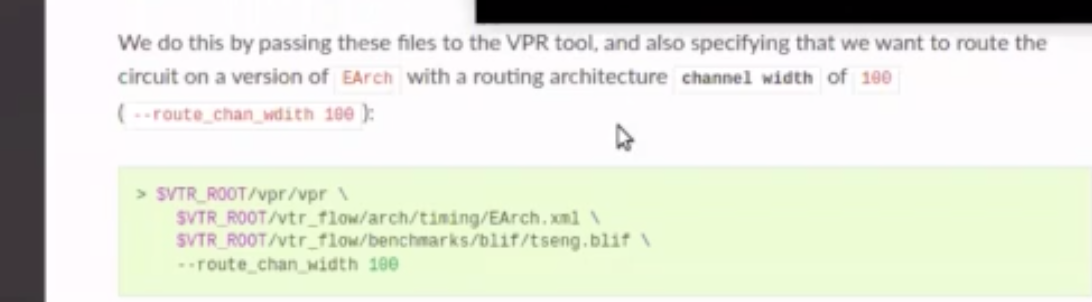 We do this by passing these files to the VPR tool, and also specifying that we want to route the
circuit on a version of EArch with a routing architecture channel width of 100
( --route_chan_wdith 100 ):
> $VTR_ROOT/vpr/vpr \
$VTR_ROOT/vtr_flow/arch/timing/EArch.xml \
$VTR_ROOT/vtr_flow/benchmarks/blif/tseng.blif \
--route_chan_width 100